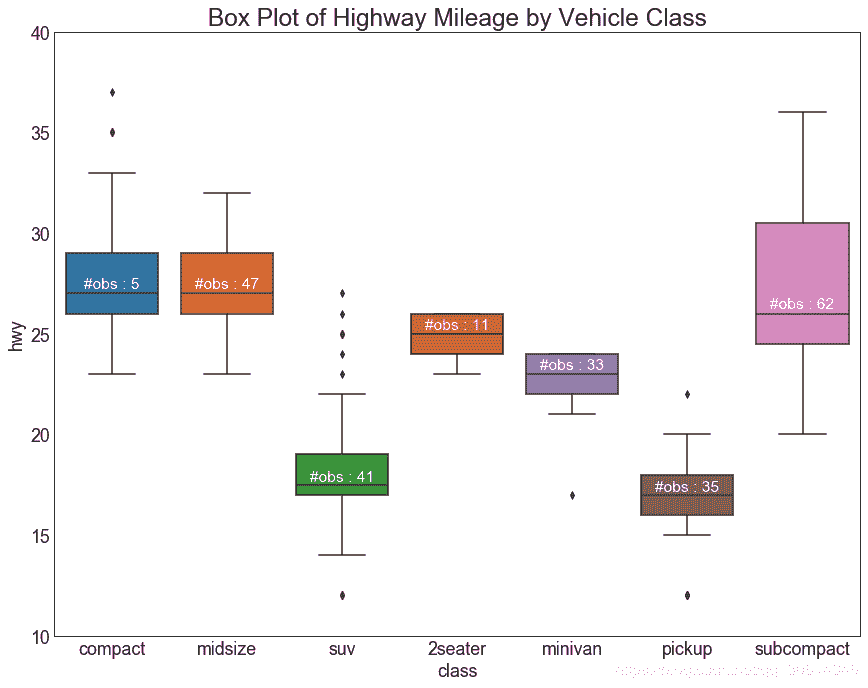 Box Plot of Highway Mileage by Vehicle Class
40
35
30
25
20
15
10
hwy
#obs : 5
#obs : 47
#obs : 41
#obs : 11
#obs : 33
#obs : 35
#obs : 62
compact midsize suv 2seater minivan pickup subcompact
class